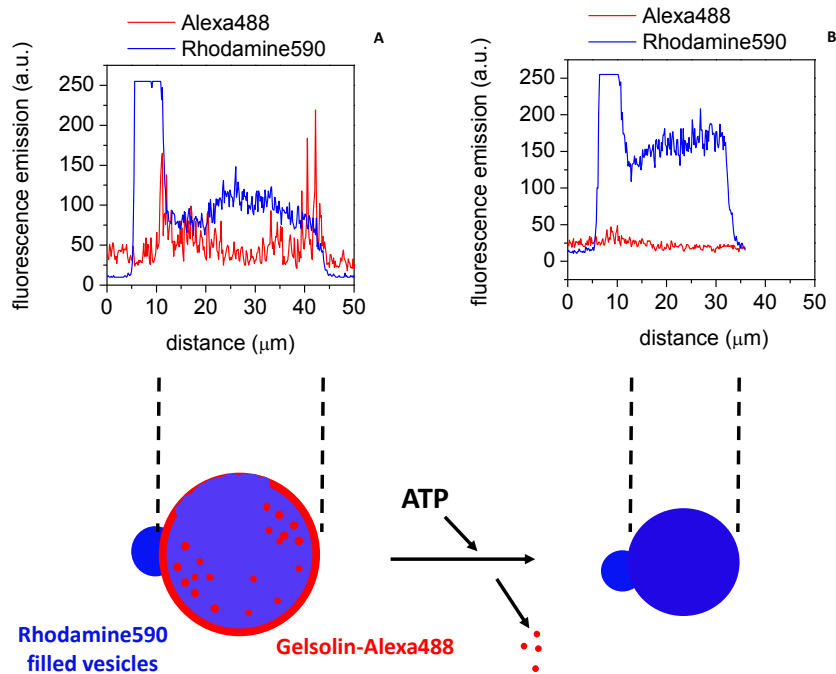 Alexa488
Rhodamine590
A
fluorescence emission (a.u.)
250
200
150
100
50
0
0 10 20 30 40 50
distance (μm)
Alexa488
Rhodamine590
B
fluorescence emission (a.u.)
250
200
150
100
50
0
0 10 20 30 40 50
distance (μm)
ATP
Rhodamine590
filled vesicles
Gelsolin-Alexa488